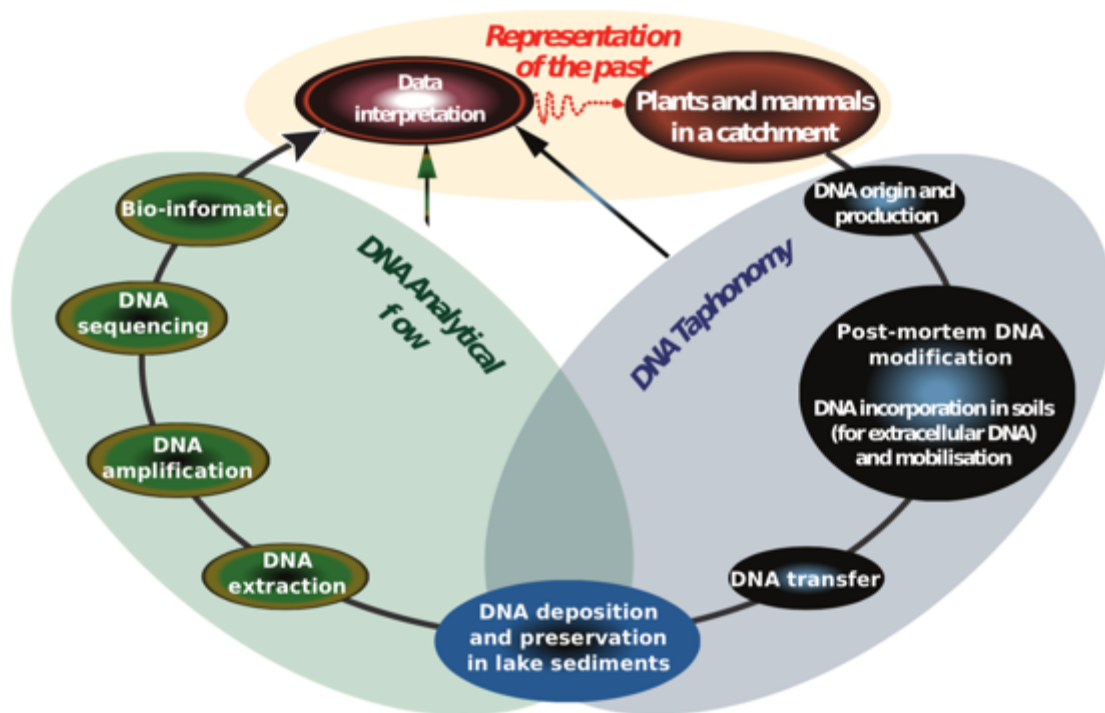 Representation
of the past
Data
interpretation
Plants and mammals
in a catchment
DNA origin and
production
Post-mortem DNA
modification
DNA incorporation in soils
(for extracellular DNA)
and mobilisation
DNA transfer
DNA Taphonomy
DNA deposition
and preservation
in lake sediments
DNA
extraction
DNA
amplification
DNA
sequencing
Bio-informatic
DNA Analytical
f ow